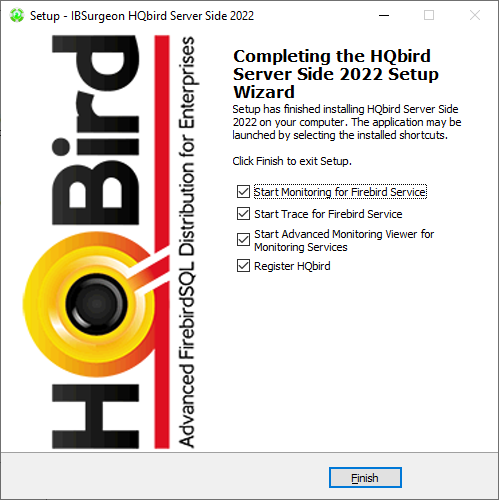 Setup - IBSurgeon HQbird Server Side 2022
HQBird
Advanced FirebirdSQL Distribution for Enterprises
Completing the HQbird
Server Side 2022 Setup
Wizard
Setup has finished installing HQbird Server Side
2022 on your computer. The application may be
launched by selecting the installed shortcuts.
Click Finish to exit Setup.
Start Monitoring for Firebird Service
Start Trace for Firebird Service
Start Advanced Monitoring Viewer for
Monitoring Services
Register HQbird
Finish